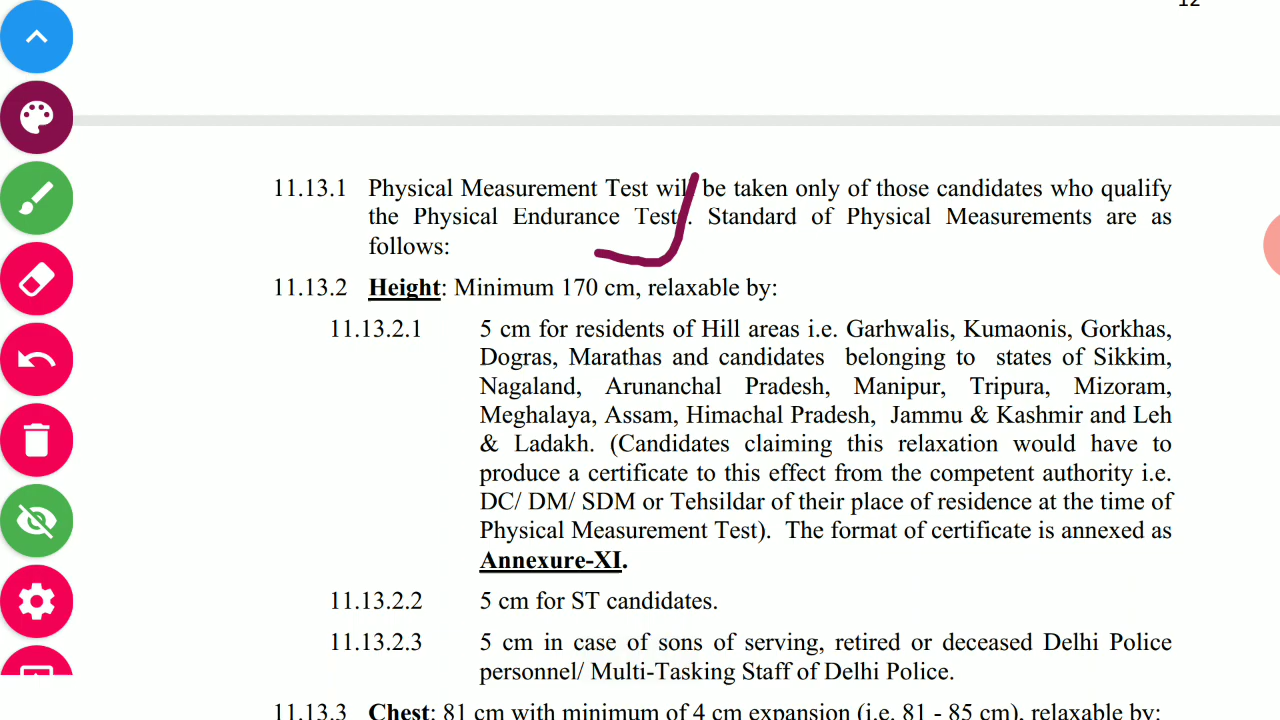 12
11.13.1 Physical Measurement Test will be taken only of those candidates who qualify
the Physical Endurance Test. Standard of Physical Measurements are as
follows:
11.13.2 Height: Minimum 170 cm, relaxable by:
11.13.2.1 5 cm for residents of Hill areas i.e. Garhwalis, Kumaonis, Gorkhas,
Dogras, Marathas and candidates belonging to states of Sikkim,
Nagaland, Arunanchal Pradesh, Manipur, Tripura, Mizoram,
Meghalaya, Assam, Himachal Pradesh, Jammu & Kashmir and Leh
& Ladakh. (Candidates claiming this relaxation would have to
produce a certificate to this effect from the competent authority i.e.
DC/ DM/ SDM or Tehsildar of their place of residence at the time of
Physical Measurement Test). The format of certificate is annexed as
Annexure-XI.
11.13.2.2 5 cm for ST candidates.
11.13.2.3 5 cm in case of sons of serving, retired or deceased Delhi Police
personnel/ Multi-Tasking Staff of Delhi Police.
11.13.3 Chest: 81 cm with minimum of 4 cm expansion (i.e. 81 - 85 cm), relaxable by: